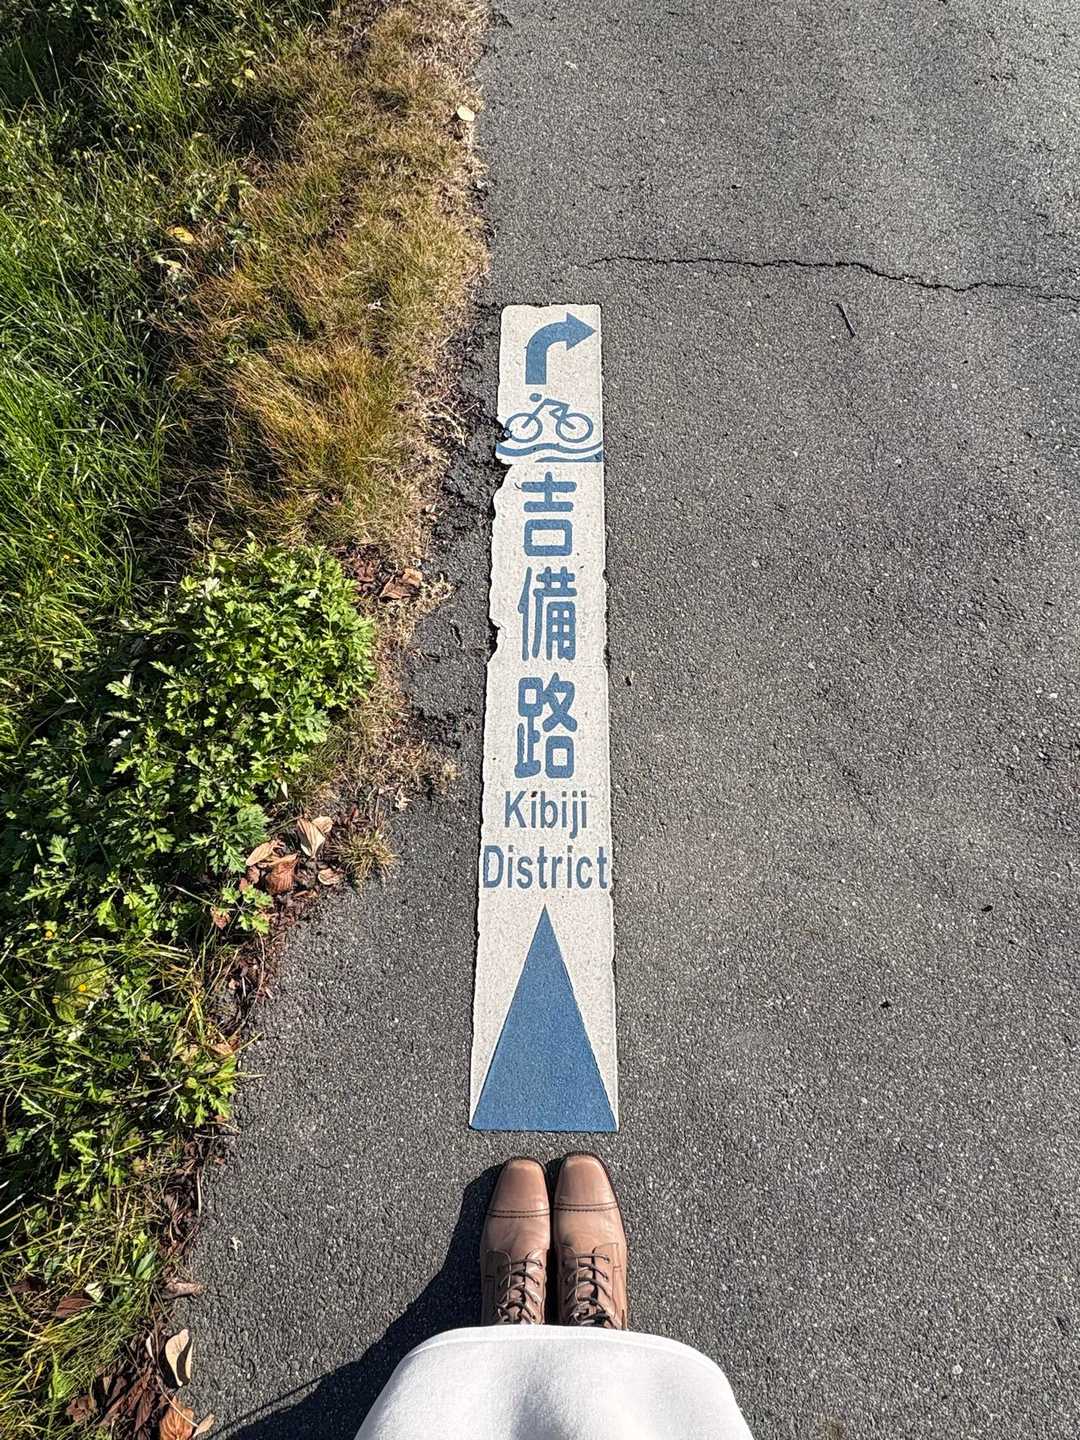 吉備路
Kibiji
District